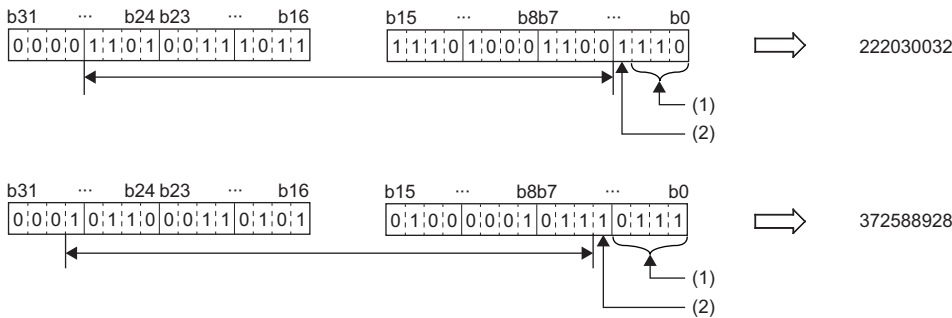 b31 ··· b24 b23 ··· b16 b15 ··· b8b7 ··· b0
0 0 0 0 1 1 0 1 0 0 1 1 1 0 1 1 1 1 1 0 1 0 0 0 1 1 0 0 1 1 1 0 222030032
(1)
(2)
b31 ··· b24 b23 ··· b16 b15 ··· b8b7 ··· b0
0 0 0 1 0 1 1 0 0 0 1 1 0 1 0 1 0 1 0 0 0 0 0 1 0 1 1 1 0 1 1 1 1 372588928
(1)
(2)